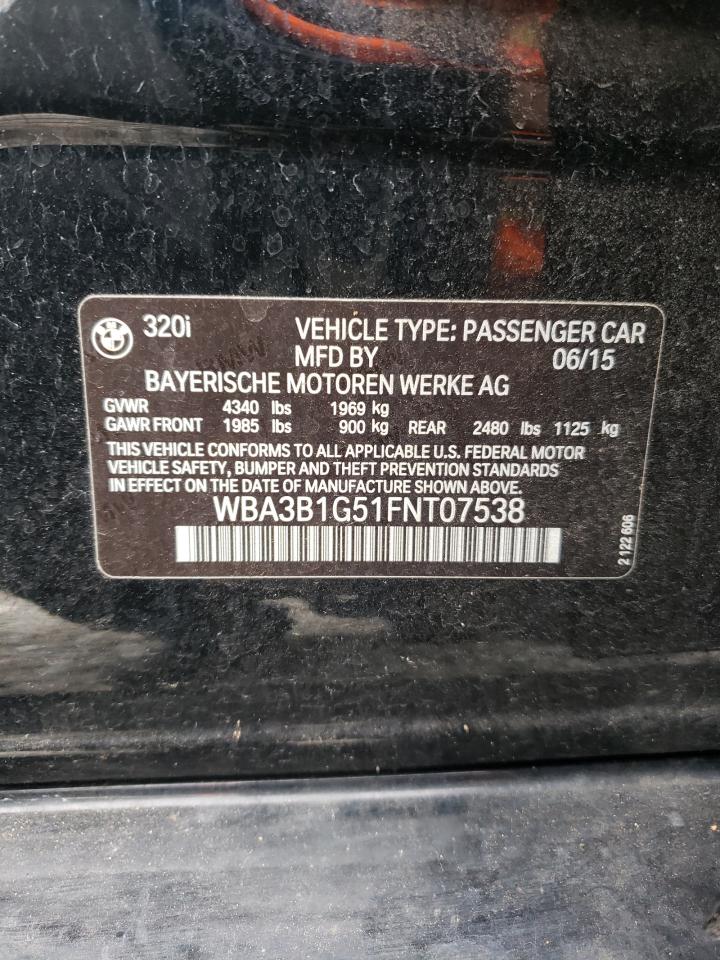 320i VEHICLE TYPE: PASSENGER CAR
MFD BY 06/15
BAYERISCHE MOTOREN WERKE AG
GVWR 4340 lbs 1969 kg
GAWR FRONT 1985 lbs 900 kg REAR 2480 lbs 1125 kg
THIS VEHICLE CONFORMS TO ALL APPLICABLE U.S. FEDERAL MOTOR
VEHICLE SAFETY, BUMPER AND THEFT PREVENTION STANDARDS
IN EFFECT ON THE DATE OF MANUFACTURE SHOWN ABOVE.
WBA3B1G51FNT07538
2 122 606